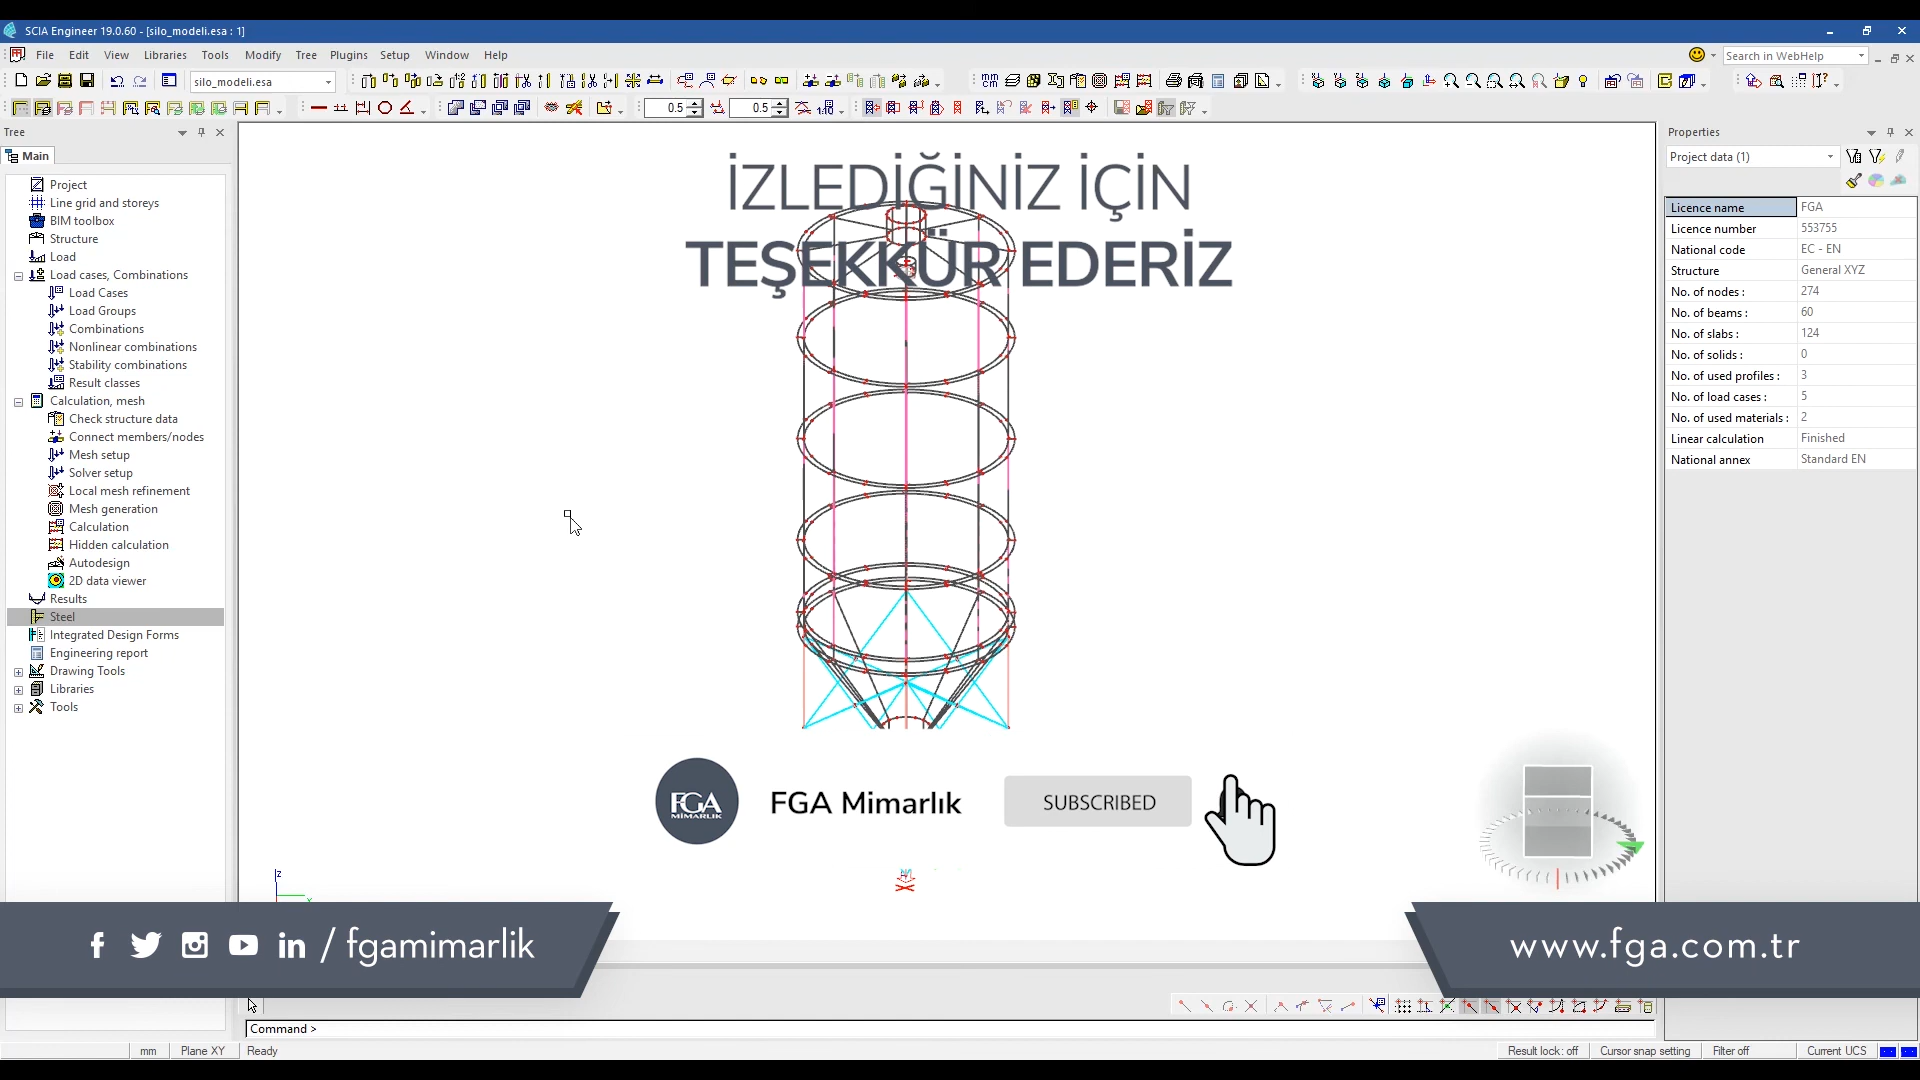 SCIA Engineer 19.0.60 - [silo_modeli.esa : 1]
File Edit View Libraries Tools Modify Tree Plugins Setup Window Help
Search in WebHelp
silo_modeli.esa
0.5
0.5
Tree
Main
Project
Line grid and storeys
BIM toolbox
Structure
Load
Load cases, Combinations
Load Cases
Load Groups
Combinations
Nonlinear combinations
Stability combinations
Result classes
Calculation, mesh
Check structure data
Connect members/nodes
Mesh setup
Solver setup
Local mesh refinement
Mesh generation
Calculation
Hidden calculation
Autodesign
2D data viewer
Results
Steel
Integrated Design Forms
Engineering report
Drawing Tools
Libraries
Tools
İZLEDİĞİNİZ İÇİN
TEŞEKKÜR EDERİZ
FGA
MİMARLIK
FGA Mimarlık
SUBSCRIBED
Properties
Project data (1)
Licence name FGA
Licence number 553755
National code EC - EN
Structure General XYZ
No. of nodes : 274
No. of beams : 60
No. of slabs : 124
No. of solids : 0
No. of used profiles : 3
No. of load cases : 5
No. of used materials : 2
Linear calculation Finished
National annex Standard EN
z
/ fgamimarlik
www.fga.com.tr
Command >
mm Plane XY Ready
Result lock: off Cursor snap setting Filter off Current UCS